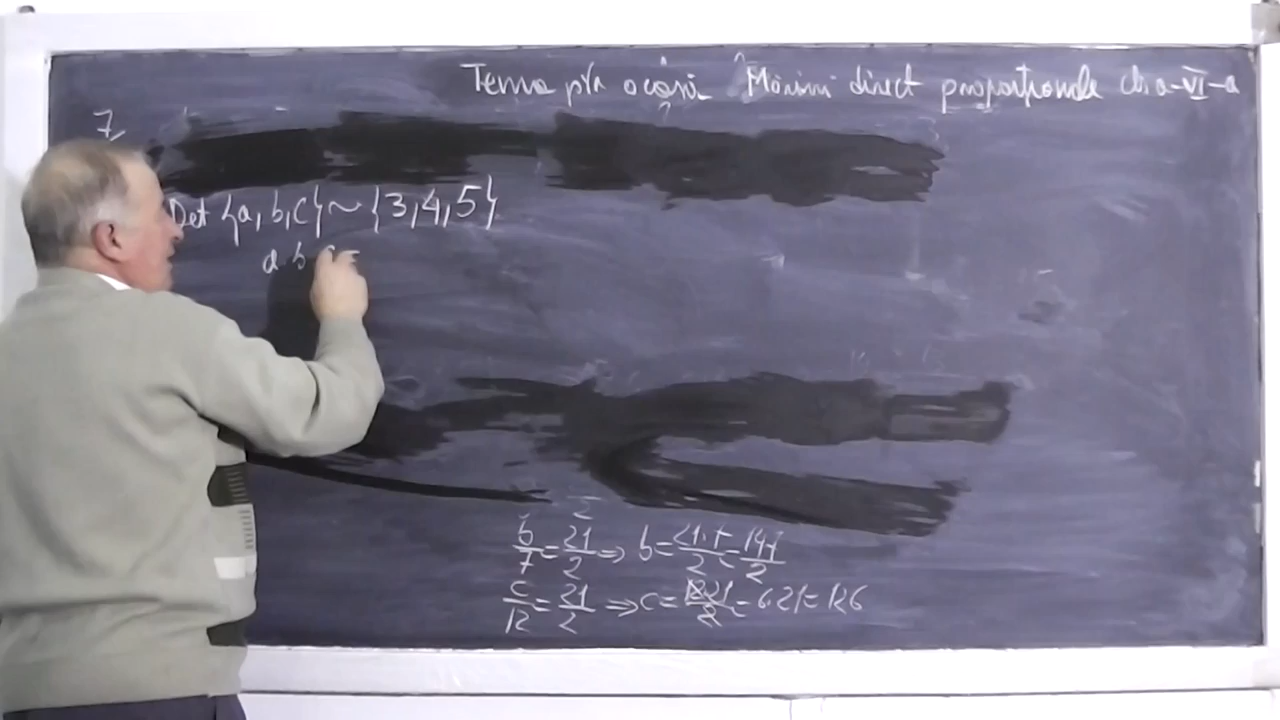 Tema ptr acasă Mărimi direct proporționale cls a-VI-a
7,
Det {a, b, c} ~ {3, 4, 5}
a b c =
b/7 = 21/2 ⇒ b = 21·7/2 = 147/2
c/12 = 21/2 ⇒ c = 12·21/2 = 6·21 = 126